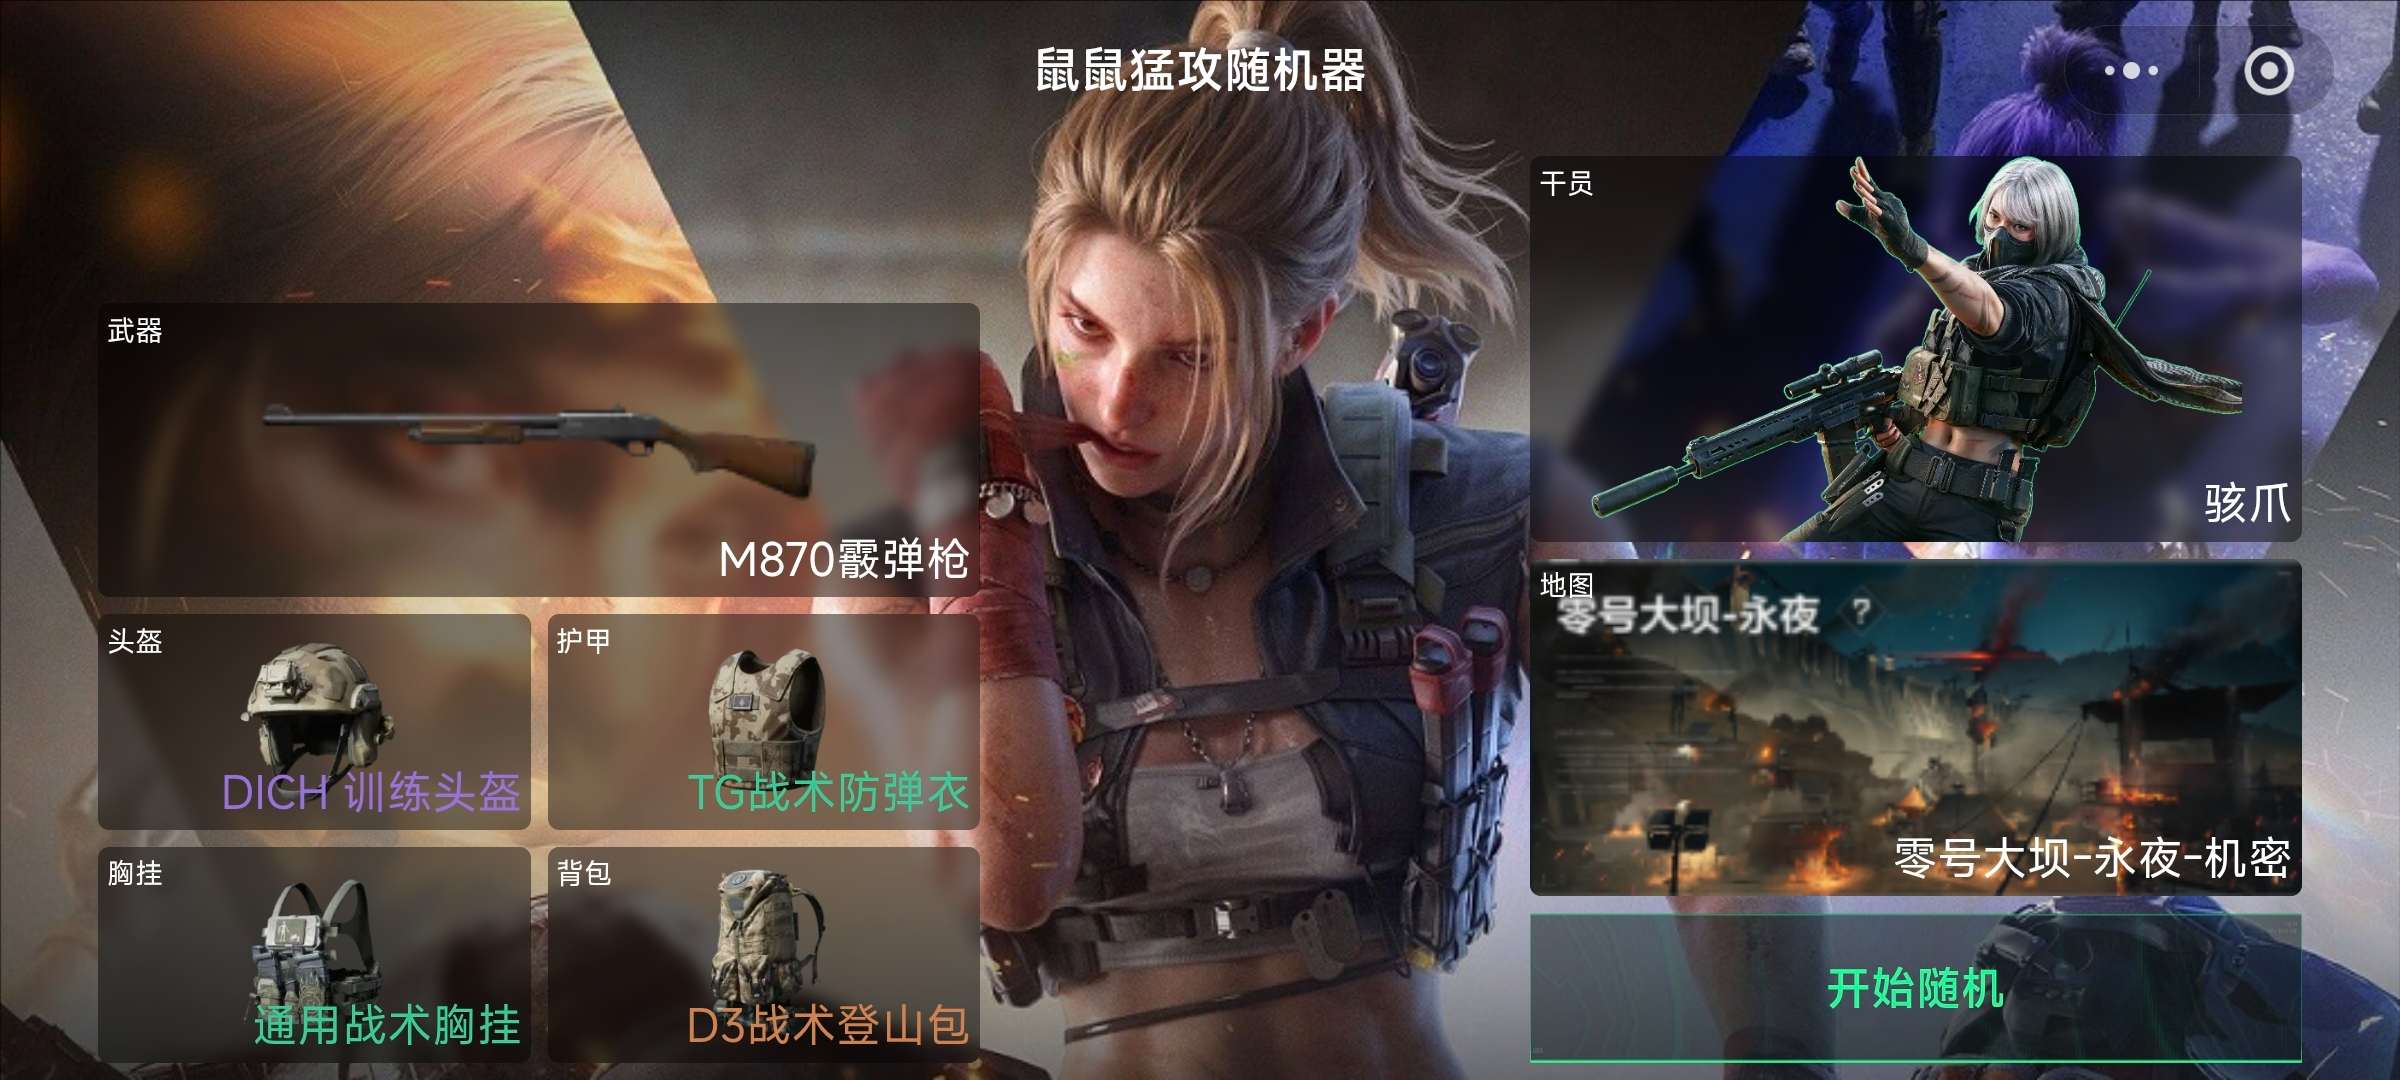 鼠鼠猛攻随机器
武器
M870霰弹枪
头盔
DICH 训练头盔
护甲
TG战术防弹衣
胸挂
通用战术胸挂
背包
D3战术登山包
干员
骇爪
地图
零号大坝-永夜 ?
零号大坝-永夜-机密
开始随机